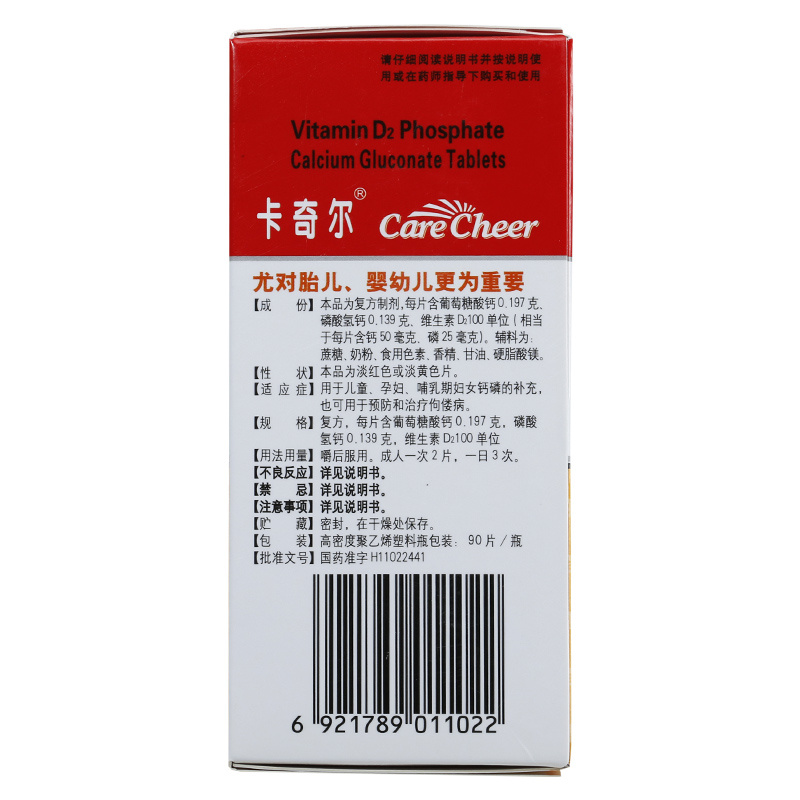 请仔细阅读说明书并按说明使
用或在药师指导下购买和使用
Vitamin D2 Phosphate
Calcium Gluconate Tablets
卡奇尔® Care Cheer
尤对胎儿、婴幼儿更为重要
【成 份】本品为复方制剂,每片含葡萄糖酸钙0.197克、
磷酸氢钙0.139克、维生素D2100单位(相当
于每片含钙50毫克、磷25毫克)。辅料为:
蔗糖、奶粉、食用色素、香精、甘油、硬脂酸镁。
【性 状】本品为淡红色或淡黄色片。
【适 应 症】用于儿童、孕妇、哺乳期妇女钙磷的补充,
也可用于预防和治疗佝偻病。
【规 格】复方,每片含葡萄糖酸钙0.197克,磷酸
氢钙0.139克,维生素D2100单位
【用法用量】嚼后服用。成人一次2片,一日3次。
【不良反应】详见说明书。
【禁 忌】详见说明书。
【注意事项】详见说明书。
【贮 藏】密封,在干燥处保存。
【包 装】高密度聚乙烯塑料瓶包装:90片/瓶
【批准文号】国药准字H11022441
6 921789 011022